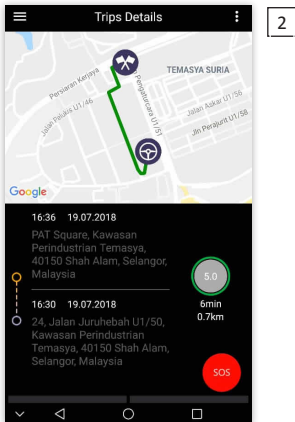 Trips Details
2
TEMASYA SURIA
Persiaran Kerjaya
Pengaturcara U1/51
Jalan Askar U1/56
Jalan Pelukis U1/46
Jln Perajurit U1/58
Google
16:36 19.07.2018
PAT Square, Kawasan
Perindustrian Temasya,
40150 Shah Alam, Selangor,
Malaysia
5.0
6min
0.7km
16:30 19.07.2018
24, Jalan Juruhebah U1/50,
Kawasan Perindustrian
Temasya, 40150 Shah Alam,
Selangor, Malaysia
SOS